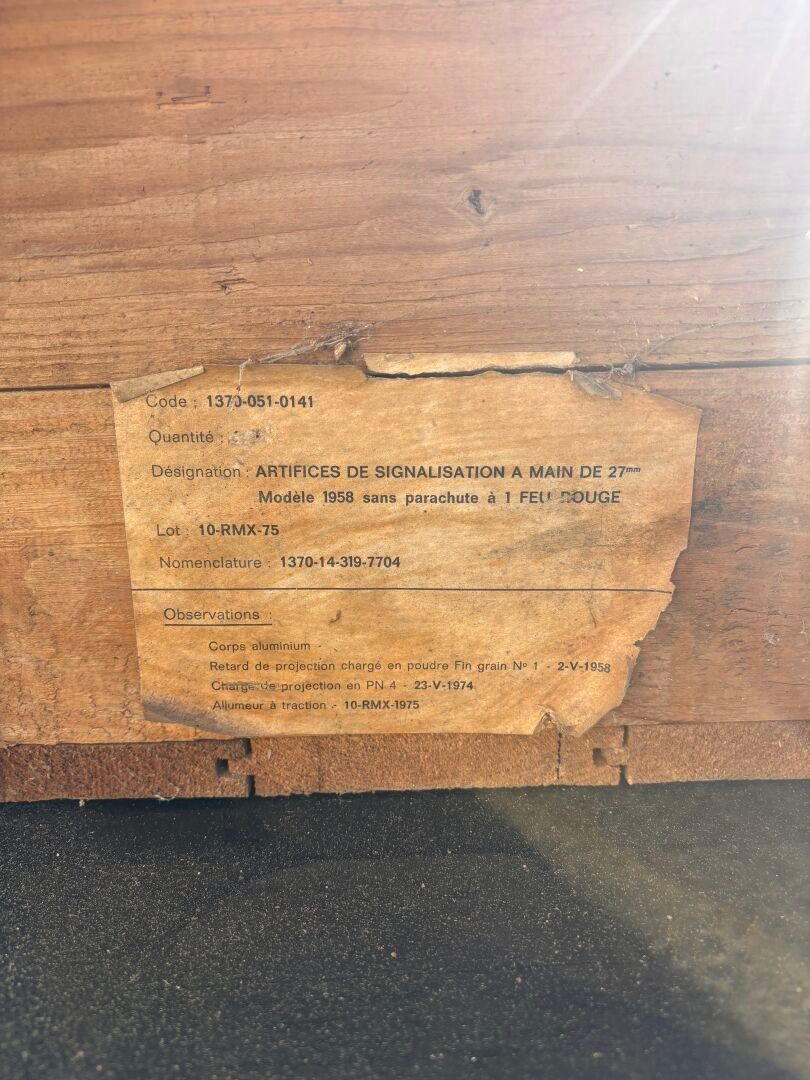 Code : 1370-051-0141
Quantité :
Désignation : ARTIFICES DE SIGNALISATION A MAIN DE 27mm
Modèle 1958 sans parachute à 1 FEU ROUGE
Lot : 10-RMX-75
Nomenclature : 1370-14-319-7704
Observations :
Corps aluminium -
Retard de projection chargé en poudre Fin grain Nº 1 - 2-V-1958
Charge de projection en PN 4 - 23-V-1974
Allumeur à traction - 10-RMX-1975